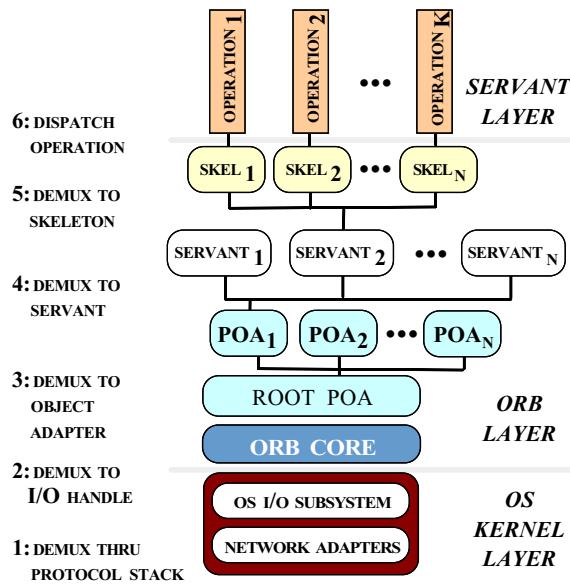 OPERATION 1
OPERATION 2
•••
OPERATION K
SERVANT
LAYER
6: DISPATCH
OPERATION
SKEL 1
SKEL 2
•••
SKEL N
5: DEMUX TO
SKELETON
SERVANT 1
SERVANT 2
•••
SERVANT N
4: DEMUX TO
SERVANT
POA1
POA2
•••
POAN
3: DEMUX TO
OBJECT
ADAPTER
ROOT POA
ORB CORE
ORB
LAYER
2: DEMUX TO
I/O HANDLE
OS I/O SUBSYSTEM
NETWORK ADAPTERS
OS
KERNEL
LAYER
1: DEMUX THRU
PROTOCOL STACK